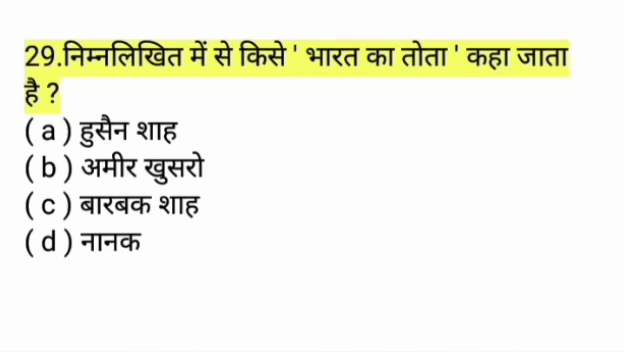 29.निम्नलिखित में से किसे ' भारत का तोता ' कहा जाता
है ?
( a ) हुसैन शाह
( b ) अमीर खुसरो
( c ) बारबक शाह
( d ) नानक